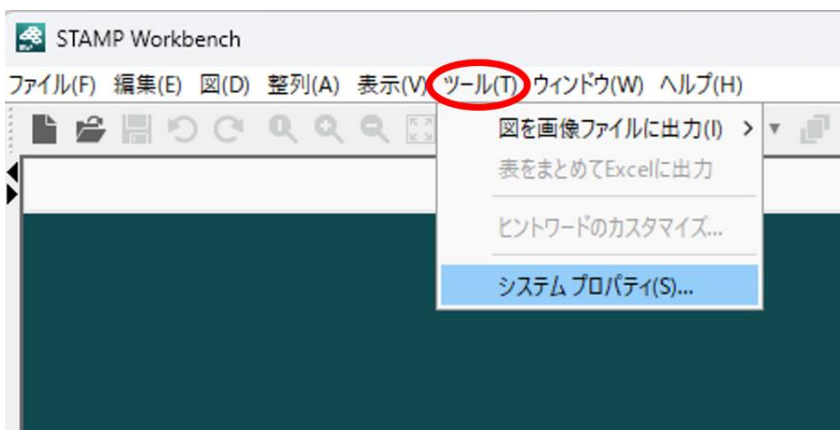 STAMP Workbench
ファイル(F) 編集(E) 図(D) 整列(A) 表示(V) ツール(T) ウィンドウ(W) ヘルプ(H)
図を画像ファイルに出力(I) >
表をまとめてExcelに出力
ヒントワードのカスタマイズ...
システム プロパティ(S)...